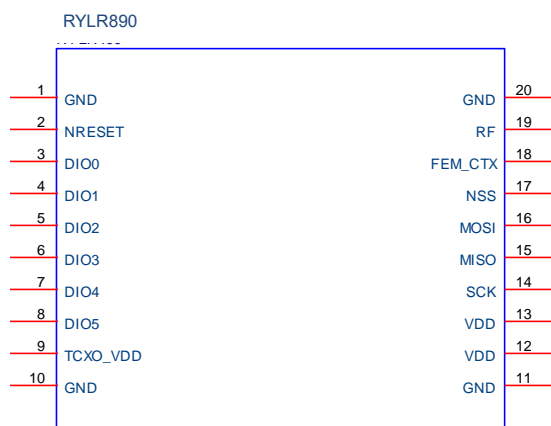 RYLR890
1 GND GND 20
2 NRESET RF 19
3 DIO0 FEM_CTX 18
4 DIO1 NSS 17
5 DIO2 MOSI 16
6 DIO3 MISO 15
7 DIO4 SCK 14
8 DIO5 VDD 13
9 TCXO_VDD VDD 12
10 GND GND 11